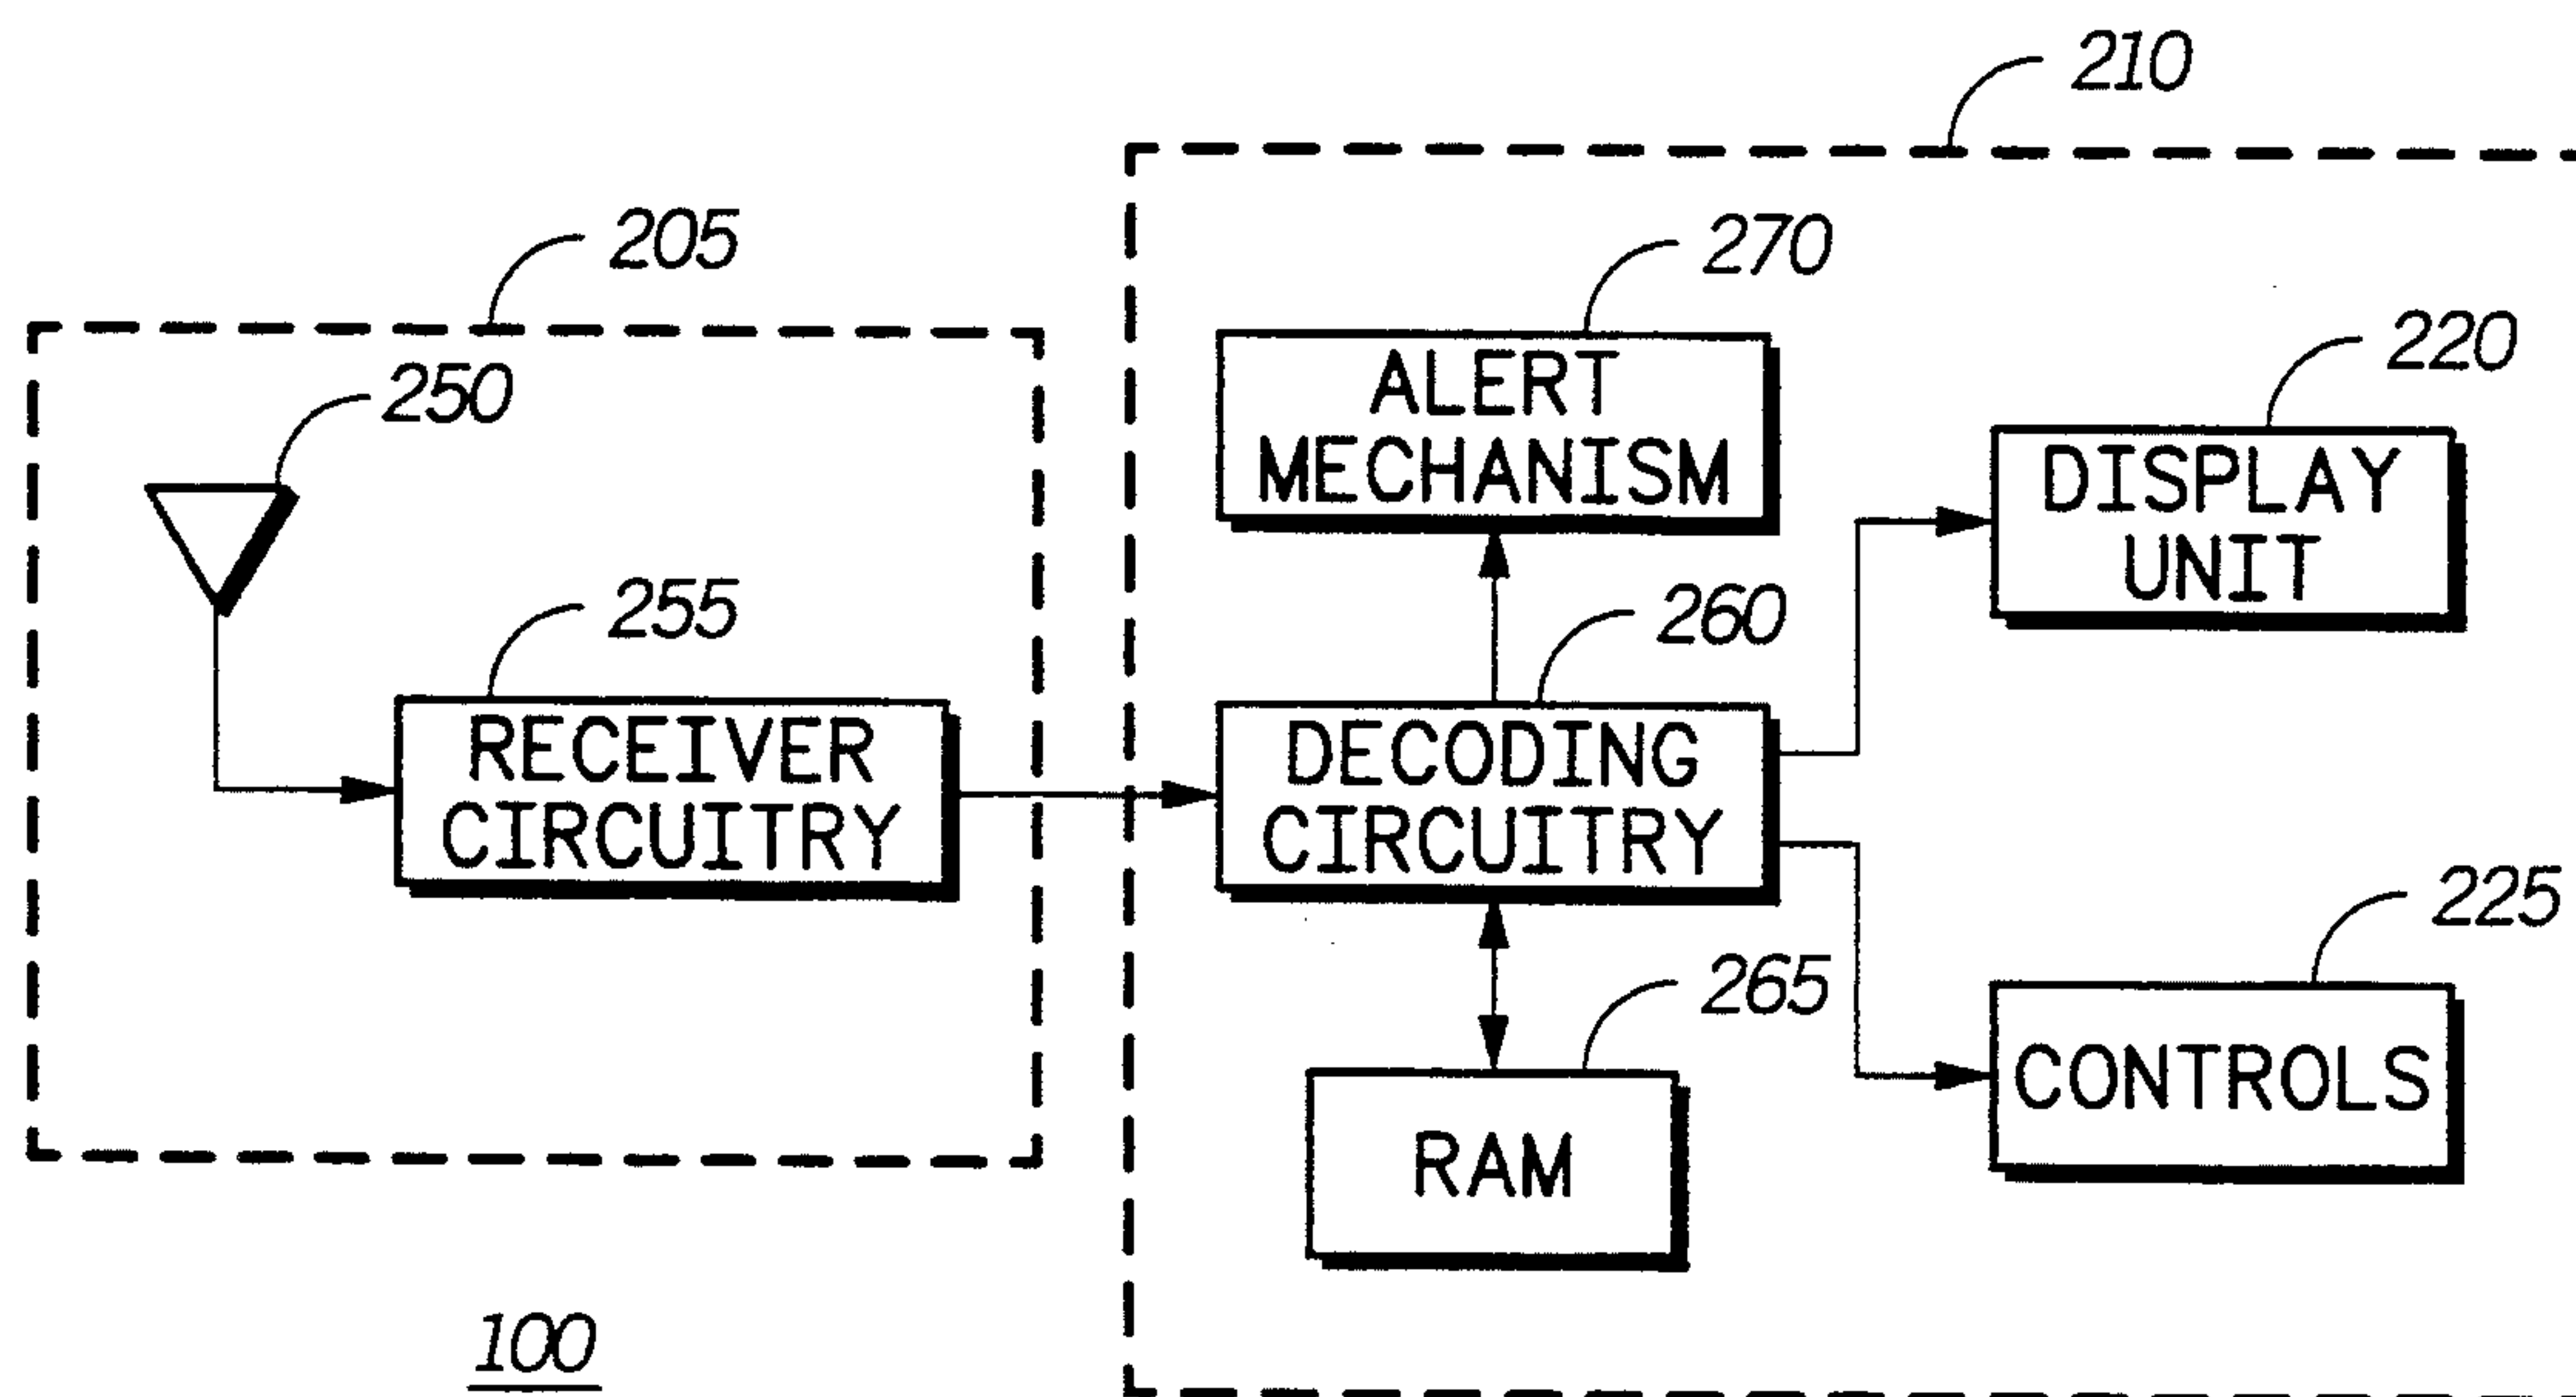 210
205
270
250
220
ALERT
MECHANISM
DISPLAY
UNIT
255
260
RECEIVER
CIRCUITRY
DECODING
CIRCUITRY
225
265
CONTROLS
RAM
100